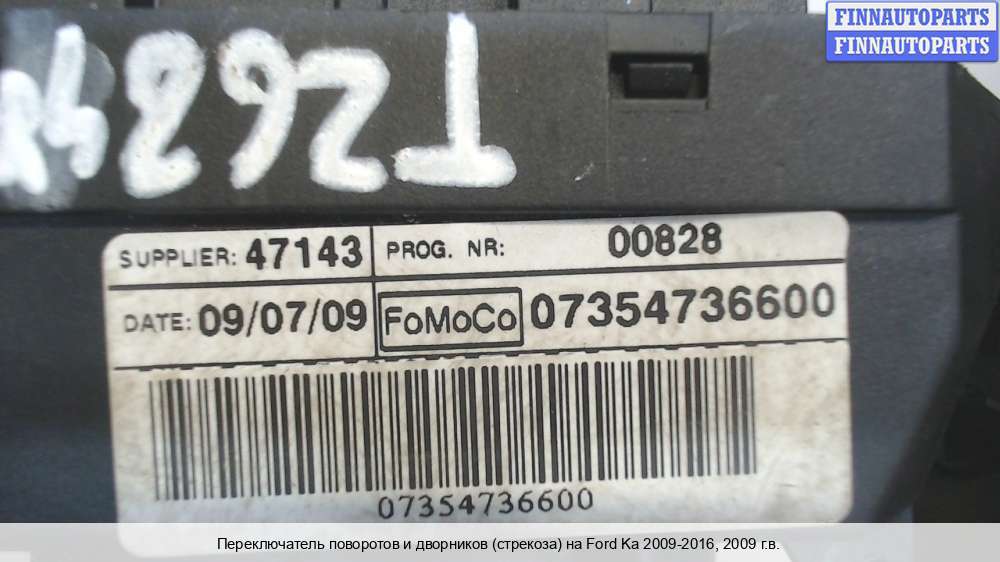 FINNAUTOPARTS
FINNAUTOPARTS
T268
SUPPLIER: 47143
PROG. NR: 00828
DATE: 09/07/09
FoMoCo 07354736600
07354736600
Переключатель поворотов и дворников (стрекоза) на Ford Ka 2009-2016, 2009 г.в.